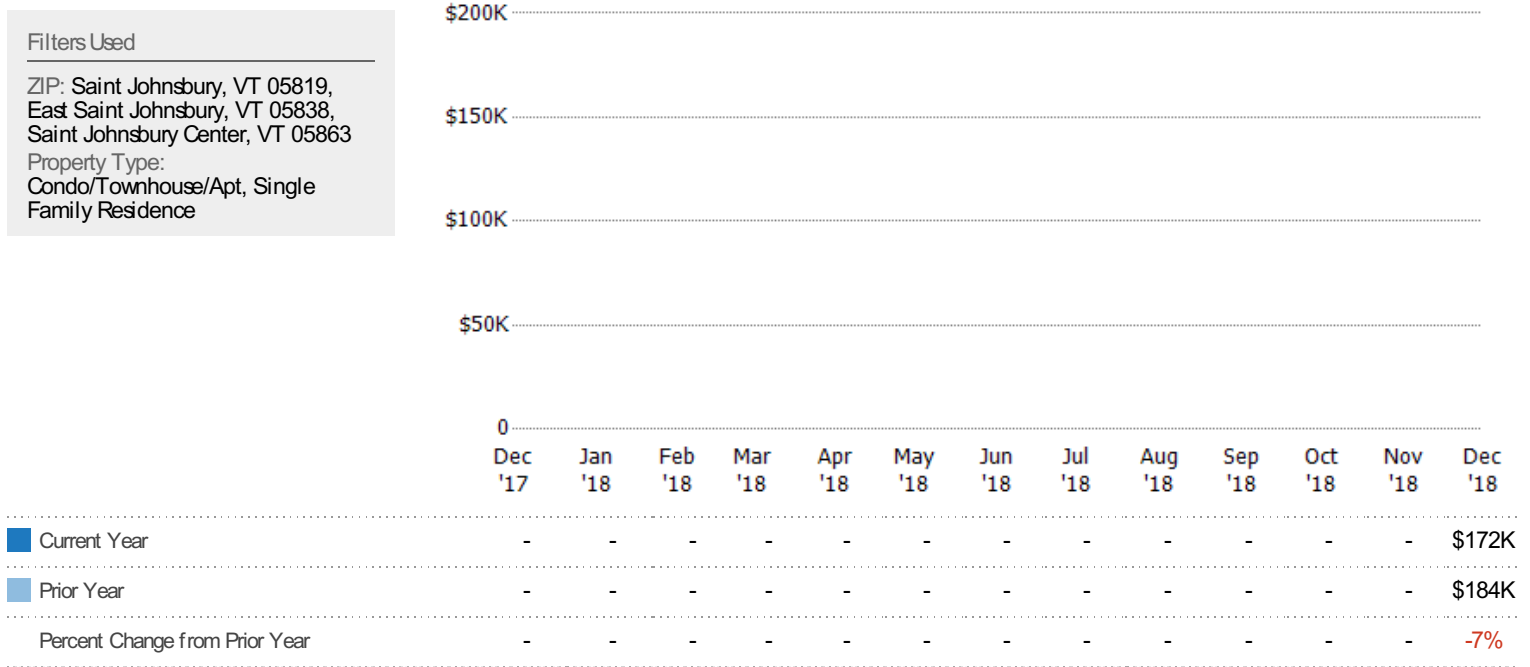 Filters Used
ZIP: Saint Johnsbury, VT 05819,
East Saint Johnsbury, VT 05838,
Saint Johnsbury Center, VT 05863
Property Type:
Condo/Townhouse/Apt, Single
Family Residence
$200K
$150K
$100K
$50K
0
Dec '17 Jan '18 Feb '18 Mar '18 Apr '18 May '18 Jun '18 Jul '18 Aug '18 Sep '18 Oct '18 Nov '18 Dec '18
Current Year - - - - - - - - - - - - $172K
Prior Year - - - - - - - - - - - - $184K
Percent Change from Prior Year - - - - - - - - - - - - -7%